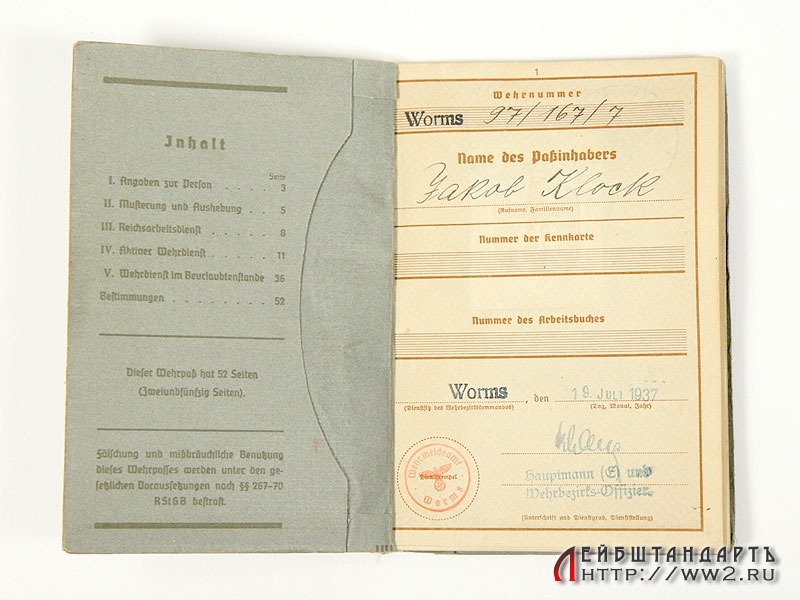 Inhalt
Seite
I. Angaben zur Person . . . . 3
II. Musterung und Aushebung . . 5
III. Reichsarbeitsdienst . . . . 8
IV. Aktiver Wehrdienst . . . . 11
V. Wehrdienst im Beurlaubtenstande 36
Bestimmungen . . . . . . . 52
Dieser Wehrpaß hat 52 Seiten
(Zweiundfünfzig Seiten).
Fälschung und mißbräuchliche Benutzung
dieses Wehrpasses werden unter den ge-
setzlichen Voraussetzungen nach §§ 267-70
RStGB bestraft.
1
Wehrnummer
Worms 97/167/7
Name des Paßinhabers
Jakob Klock
(Rufname, Familienname)
Nummer der Kennkarte
Nummer des Arbeitsbuches
Worms, den 19. JULI 1937
(Dienstsitz des Wehrbezirkskommandos) (Tag, Monat, Jahr)
Wehrmeldeamt
Dienststempel
Worms
Hauptmann (E) und
Wehrbezirks-Offizier.
(Unterschrift und Dienstgrad, Dienststellung)
ЛЕЙБШТАНДАРТЪ
HTTP://WW2.RU